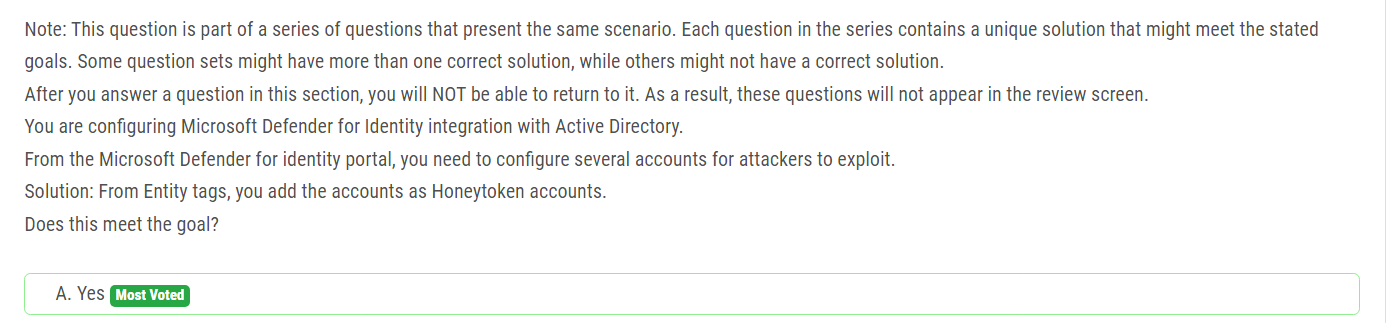 Note: This question is part of a series of questions that present the same scenario. Each question in the series contains a unique solution that might meet the stated
goals. Some question sets might have more than one correct solution, while others might not have a correct solution.
After you answer a question in this section, you will NOT be able to return to it. As a result, these questions will not appear in the review screen.
You are configuring Microsoft Defender for Identity integration with Active Directory.
From the Microsoft Defender for identity portal, you need to configure several accounts for attackers to exploit.
Solution: From Entity tags, you add the accounts as Honeytoken accounts.
Does this meet the goal?
A. Yes Most Voted